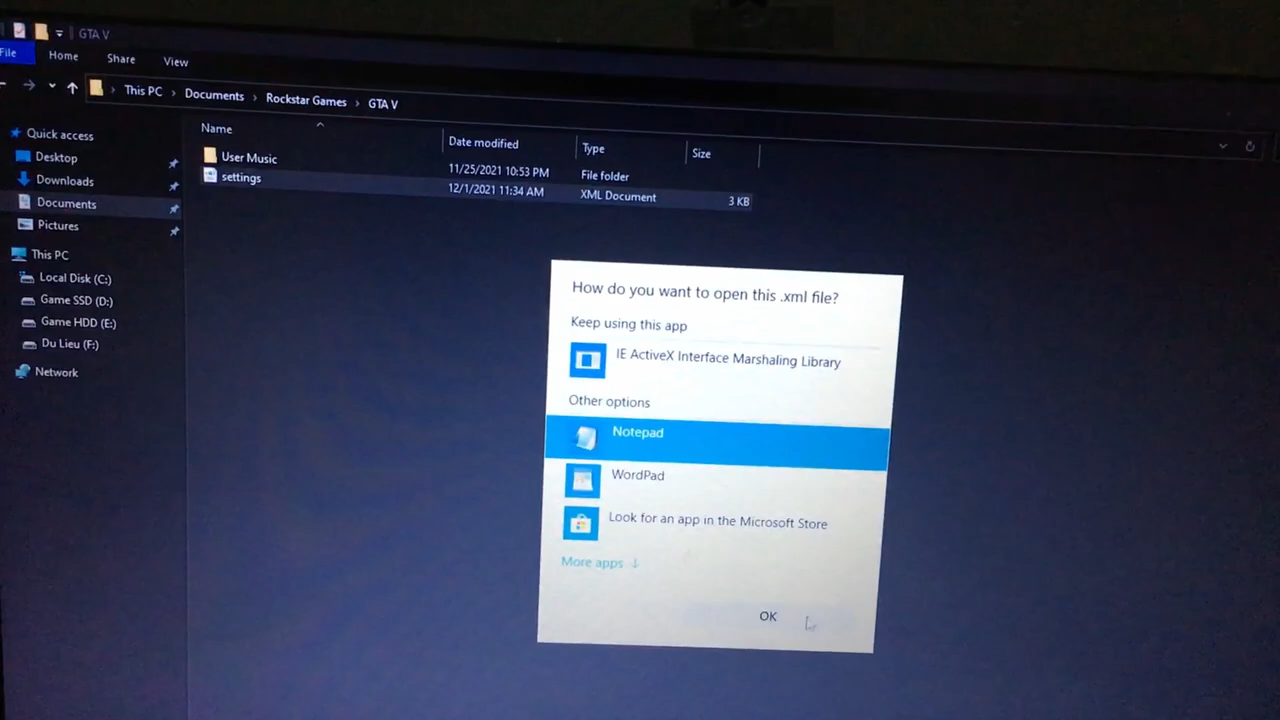 GTA V
File Home Share View
This PC > Documents > Rockstar Games > GTA V
Name Date modified Type Size
User Music 11/25/2021 10:53 PM File folder
settings 12/1/2021 11:34 AM XML Document 3 KB
Quick access
Desktop
Downloads
Documents
Pictures
This PC
Local Disk (C:)
Game SSD (D:)
Game HDD (E:)
Du Lieu (F:)
Network
How do you want to open this .xml file?
Keep using this app
IE ActiveX Interface Marshaling Library
Other options
Notepad
WordPad
Look for an app in the Microsoft Store
More apps ↓
OK